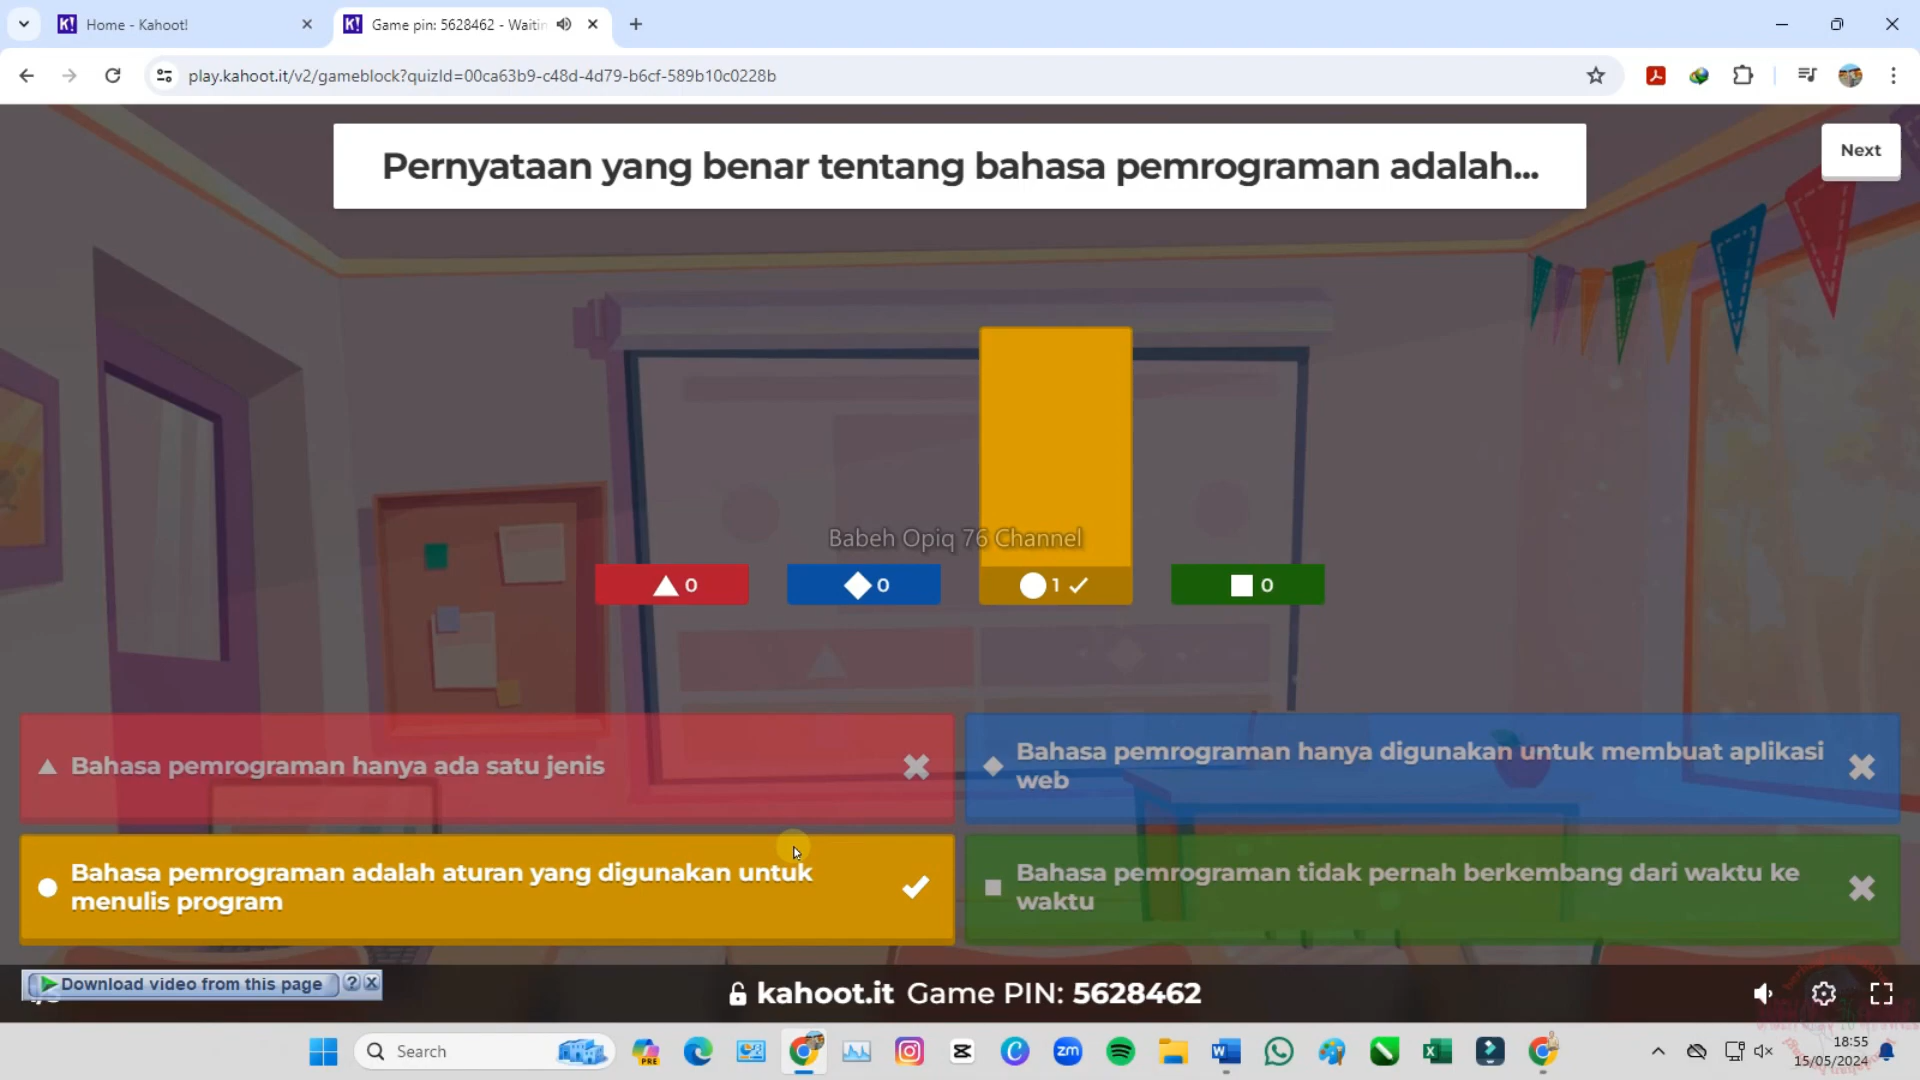 Home - Kahoot!
Game pin: 5628462 - Waitin
play.kahoot.it/v2/gameblock?quizId=00ca63b9-c48d-4d79-b6cf-589b10c0228b
Pernyataan yang benar tentang bahasa pemrograman adalah...
Next
Babeh Opiq 76 Channel
0
0
1
0
Bahasa pemrograman hanya ada satu jenis
Bahasa pemrograman hanya digunakan untuk membuat aplikasi
web
Bahasa pemrograman adalah aturan yang digunakan untuk
menulis program
Bahasa pemrograman tidak pernah berkembang dari waktu ke
waktu
Download video from this page
kahoot.it Game PIN: 5628462
Search
PRE
zm
18:55
15/05/2024